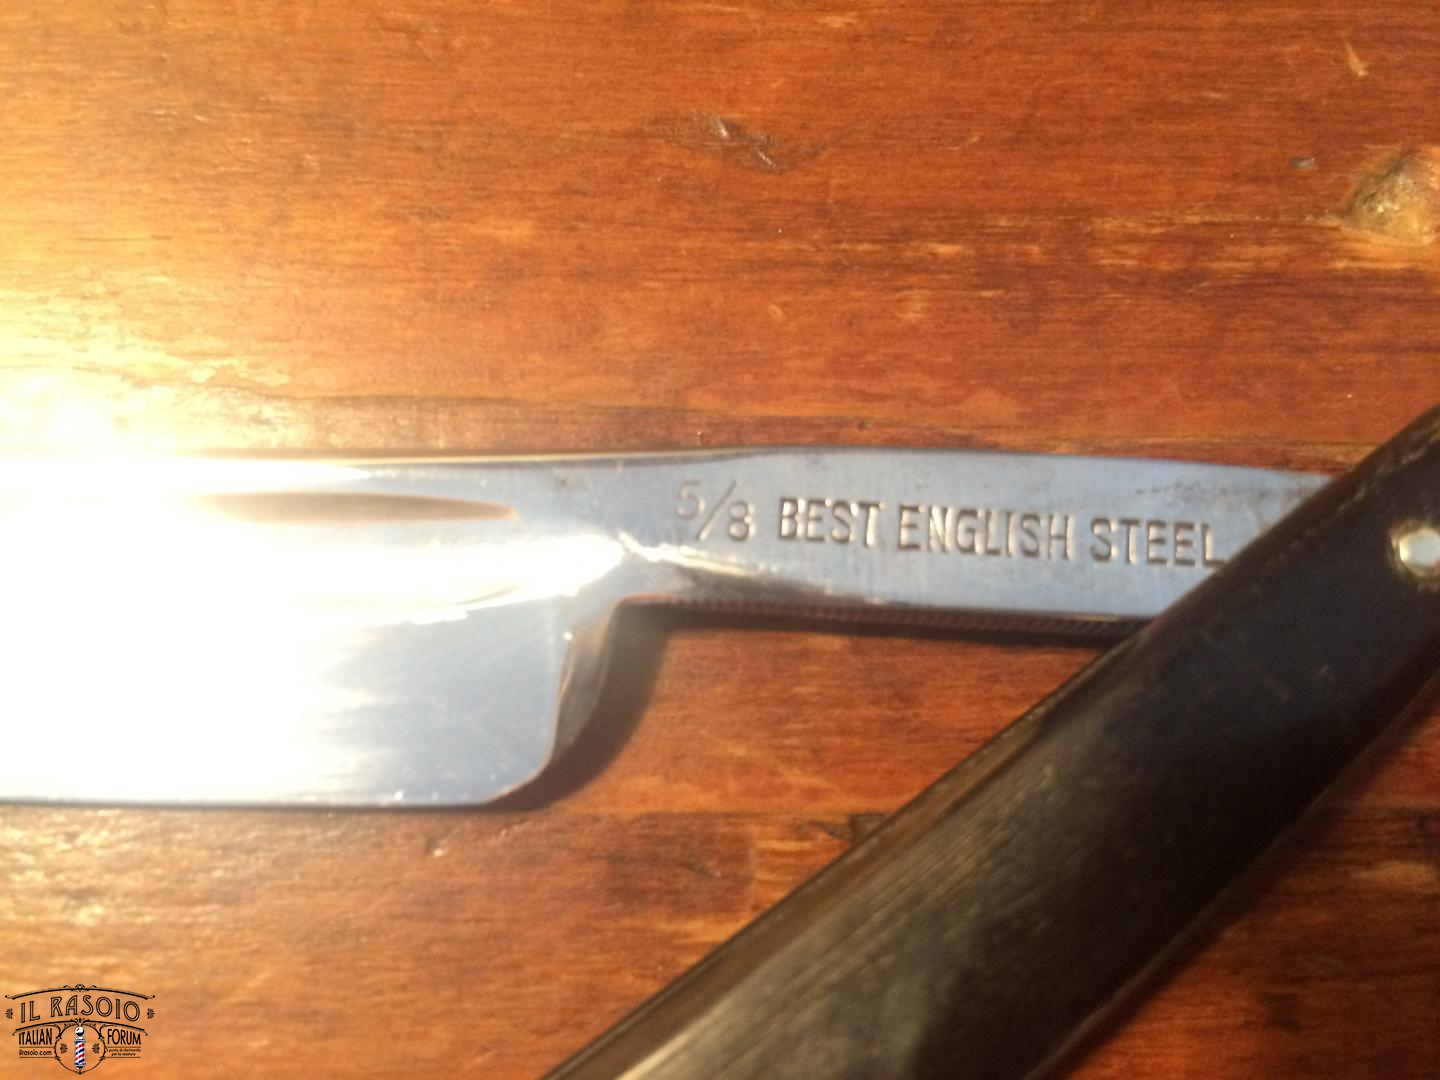 5/8 BEST ENGLISH STEEL
IL RASOIO
ITALIAN FORUM
ilrasoio.com